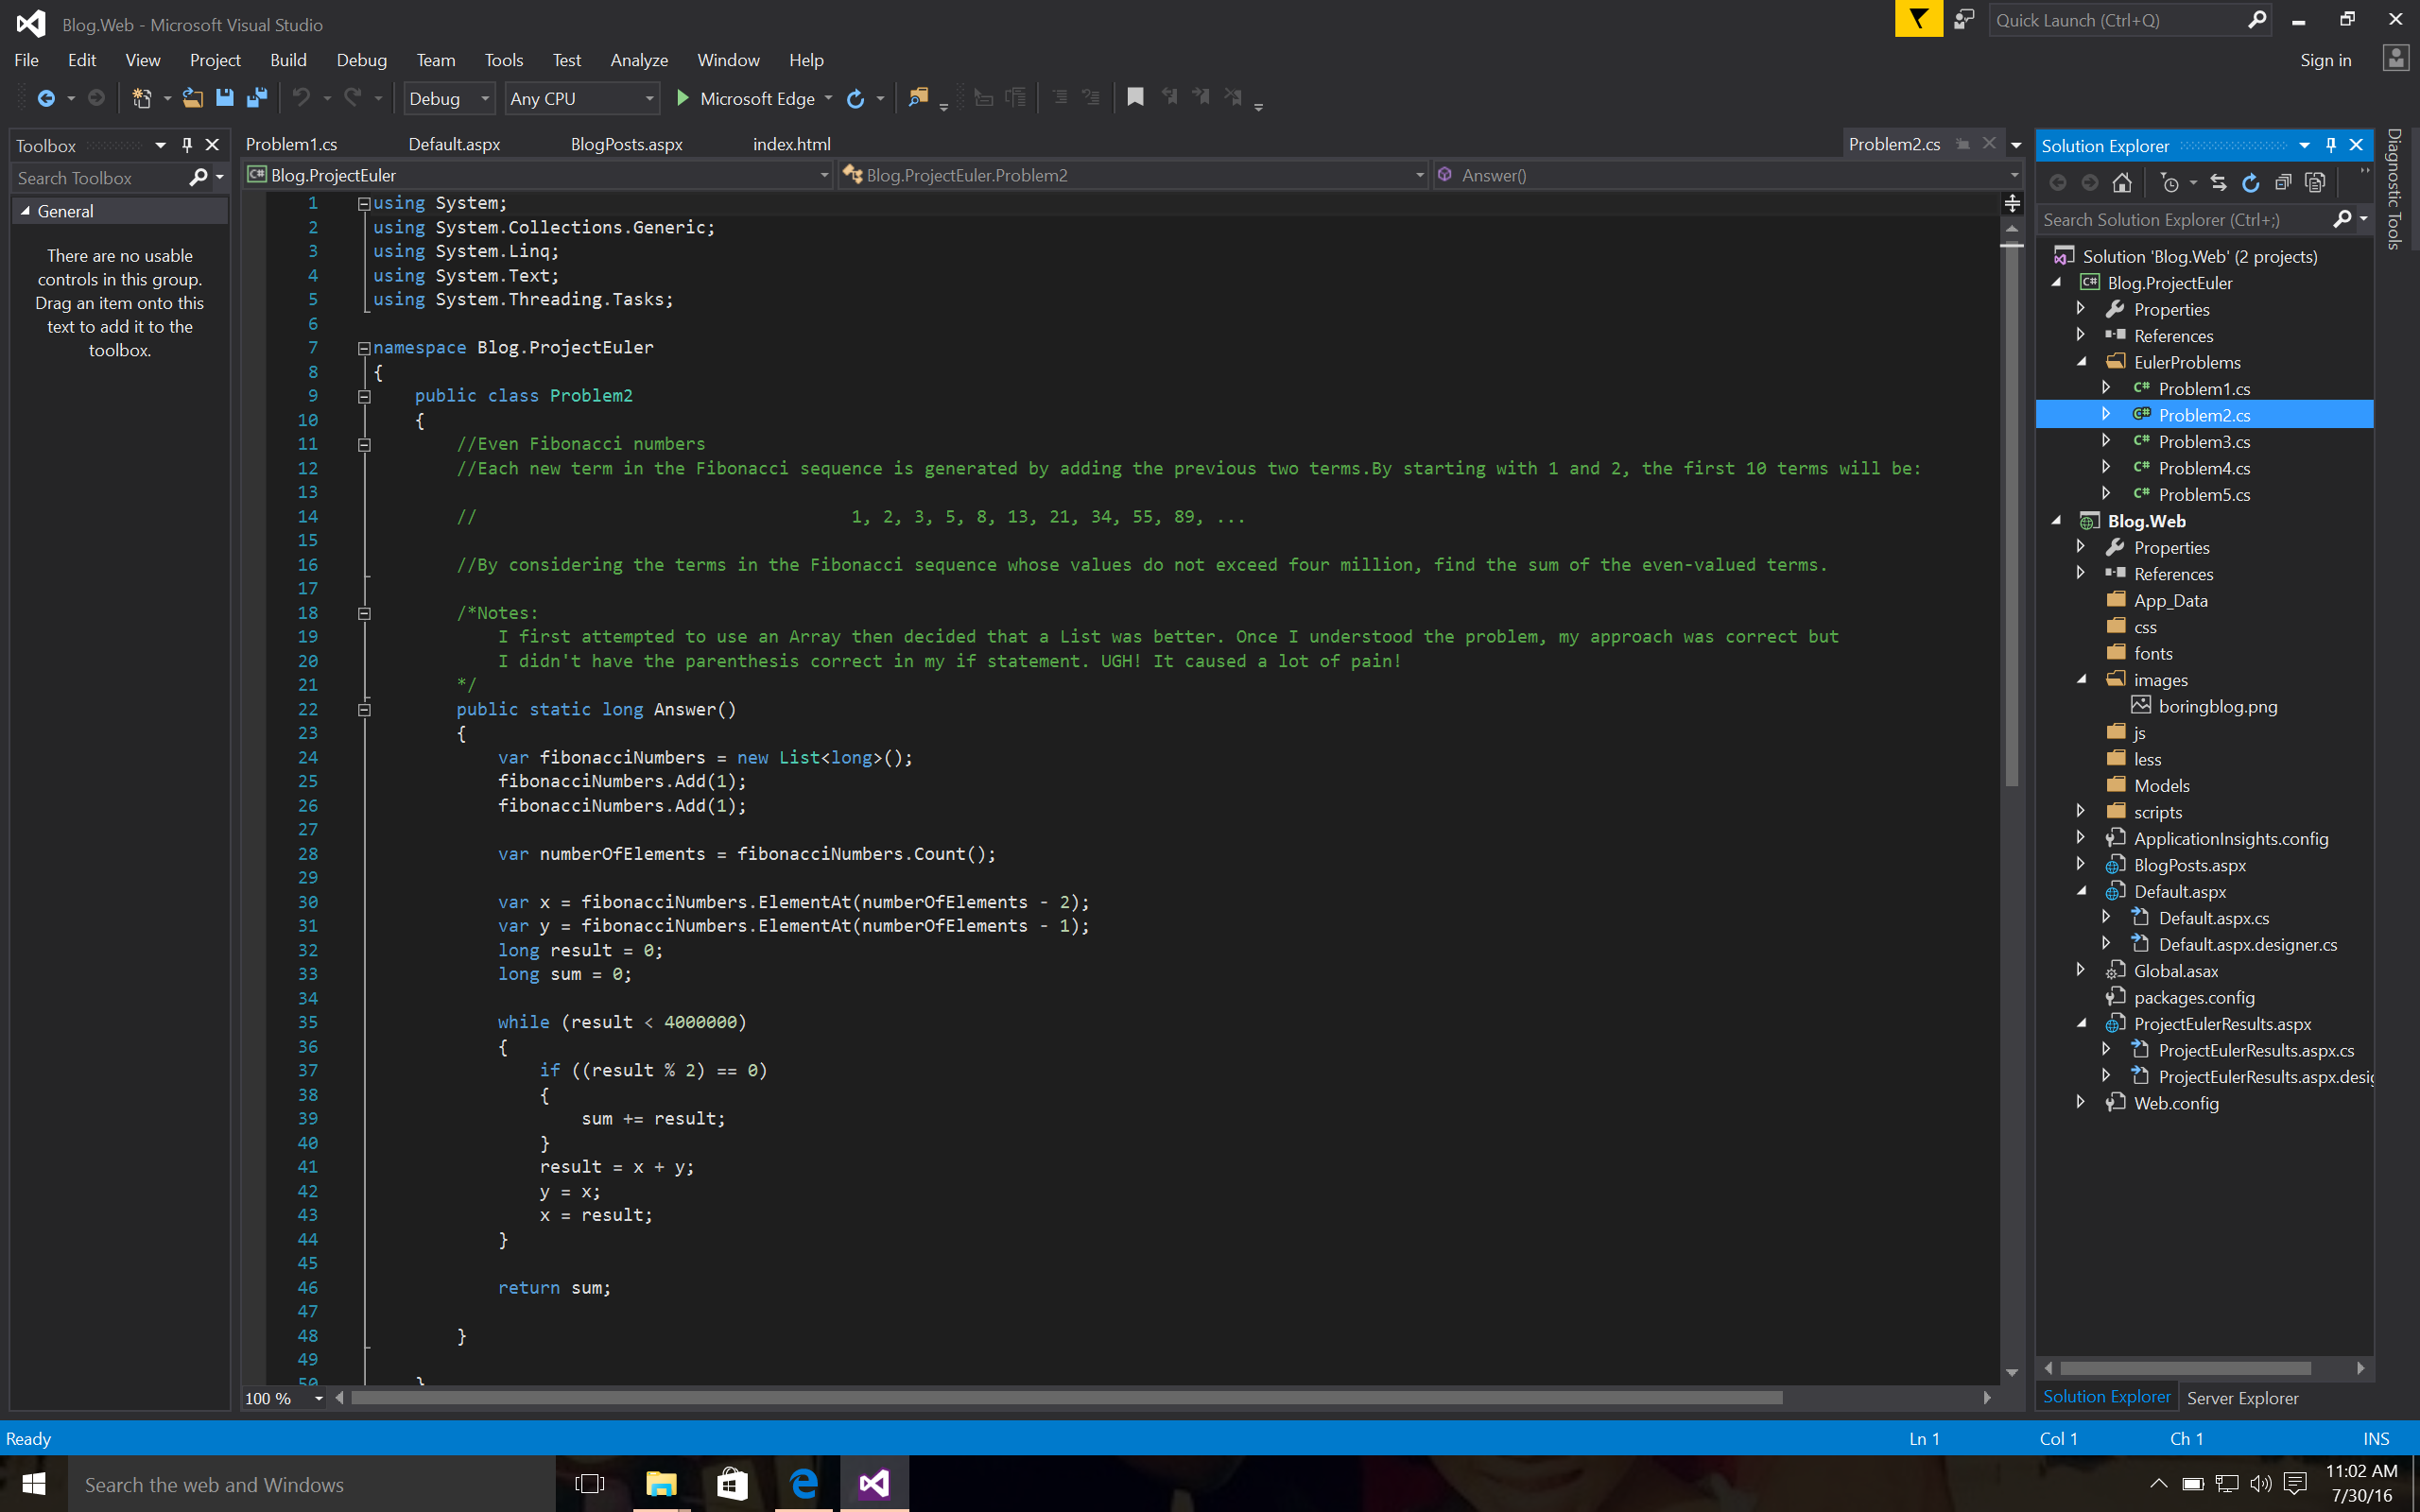 Blog.Web - Microsoft Visual Studio
Quick Launch (Ctrl+Q)
File Edit View Project Build Debug Team Tools Test Analyze Window Help
Sign in
Debug Any CPU Microsoft Edge
Toolbox
Search Toolbox
General
There are no usable
controls in this group.
Drag an item onto this
text to add it to the
toolbox.
Problem1.cs Default.aspx BlogPosts.aspx index.html Problem2.cs
C# Blog.ProjectEuler Blog.ProjectEuler.Problem2 Answer()
1 using System;
2 using System.Collections.Generic;
3 using System.Linq;
4 using System.Text;
5 using System.Threading.Tasks;
6
7 namespace Blog.ProjectEuler
8 {
9 public class Problem2
10 {
11 //Even Fibonacci numbers
12 //Each new term in the Fibonacci sequence is generated by adding the previous two terms.By starting with 1 and 2, the first 10 terms will be:
13
14 // 1, 2, 3, 5, 8, 13, 21, 34, 55, 89, ...
15
16 //By considering the terms in the Fibonacci sequence whose values do not exceed four million, find the sum of the even-valued terms.
17
18 /*Notes:
19 I first attempted to use an Array then decided that a List was better. Once I understood the problem, my approach was correct but
20 I didn't have the parenthesis correct in my if statement. UGH! It caused a lot of pain!
21 */
22 public static long Answer()
23 {
24 var fibonacciNumbers = new List<long>();
25 fibonacciNumbers.Add(1);
26 fibonacciNumbers.Add(1);
27
28 var numberOfElements = fibonacciNumbers.Count();
29
30 var x = fibonacciNumbers.ElementAt(numberOfElements - 2);
31 var y = fibonacciNumbers.ElementAt(numberOfElements - 1);
32 long result = 0;
33 long sum = 0;
34
35 while (result < 4000000)
36 {
37 if ((result % 2) == 0)
38 {
39 sum += result;
40 }
41 result = x + y;
42 y = x;
43 x = result;
44 }
45
46 return sum;
47
48 }
49
50 }
100 %
Solution Explorer
Search Solution Explorer (Ctrl+;)
Solution 'Blog.Web' (2 projects)
C# Blog.ProjectEuler
Properties
References
EulerProblems
C# Problem1.cs
C# Problem2.cs
C# Problem3.cs
C# Problem4.cs
C# Problem5.cs
Blog.Web
Properties
References
App_Data
css
fonts
images
boringblog.png
js
less
Models
scripts
ApplicationInsights.config
BlogPosts.aspx
Default.aspx
Default.aspx.cs
Default.aspx.designer.cs
Global.asax
packages.config
ProjectEulerResults.aspx
ProjectEulerResults.aspx.cs
ProjectEulerResults.aspx.desig
Web.config
Solution Explorer Server Explorer
Diagnostic Tools
Ready Ln 1 Col 1 Ch 1 INS
Search the web and Windows
11:02 AM
7/30/16